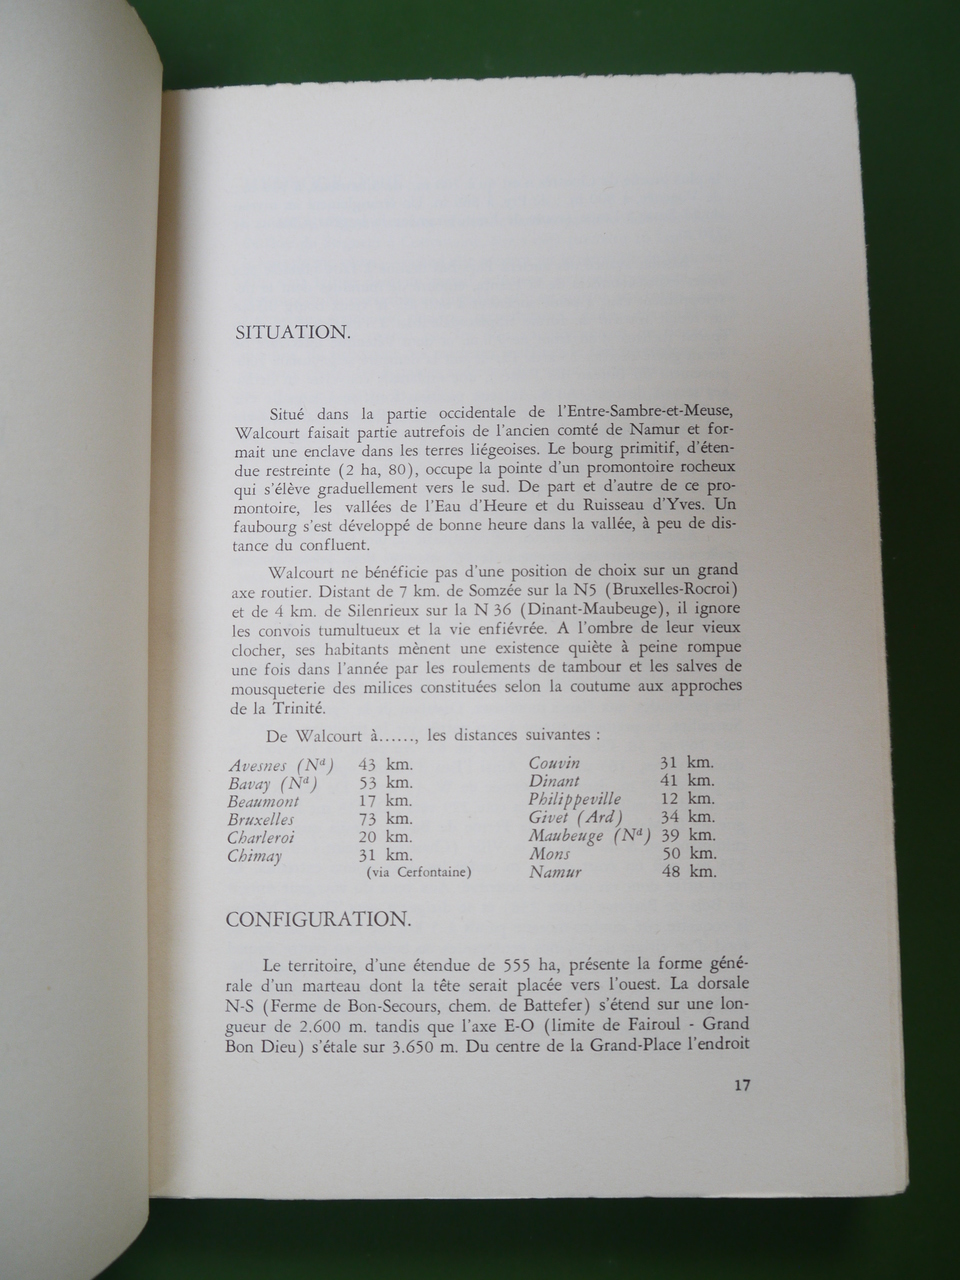 SITUATION.
Situé dans la partie occidentale de l'Entre-Sambre-et-Meuse,
Walcourt faisait partie autrefois de l'ancien comté de Namur et for-
mait une enclave dans les terres liégeoises. Le bourg primitif, d'éten-
due restreinte (2 ha, 80), occupe la pointe d'un promontoire rocheux
qui s'élève graduellement vers le sud. De part et d'autre de ce pro-
montoire, les vallées de l'Eau d'Heure et du Ruisseau d'Yves. Un
faubourg s'est développé de bonne heure dans la vallée, à peu de dis-
tance du confluent.
Walcourt ne bénéficie pas d'une position de choix sur un grand
axe routier. Distant de 7 km. de Somzée sur la N5 (Bruxelles-Rocroi)
et de 4 km. de Silenrieux sur la N 36 (Dinant-Maubeuge), il ignore
les convois tumultueux et la vie enfiévrée. A l'ombre de leur vieux
clocher, ses habitants mènent une existence quiète à peine rompue
une fois dans l'année par les roulements de tambour et les salves de
mousqueterie des milices constituées selon la coutume aux approches
de la Trinité.
De Walcourt à......, les distances suivantes :
Avesnes (Nd) 43 km.
Bavay (Nd) 53 km.
Beaumont 17 km.
Bruxelles 73 km.
Charleroi 20 km.
Chimay 31 km.
(via Cerfontaine)
Couvin 31 km.
Dinant 41 km.
Philippeville 12 km.
Givet (Ard) 34 km.
Maubeuge (Nd) 39 km.
Mons 50 km.
Namur 48 km.
CONFIGURATION.
Le territoire, d'une étendue de 555 ha, présente la forme géné-
rale d'un marteau dont la tête serait placée vers l'ouest. La dorsale
N-S (Ferme de Bon-Secours, chem. de Battefer) s'étend sur une lon-
gueur de 2.600 m. tandis que l'axe E-O (limite de Fairoul - Grand
Bon Dieu) s'étale sur 3.650 m. Du centre de la Grand-Place l'endroit
17